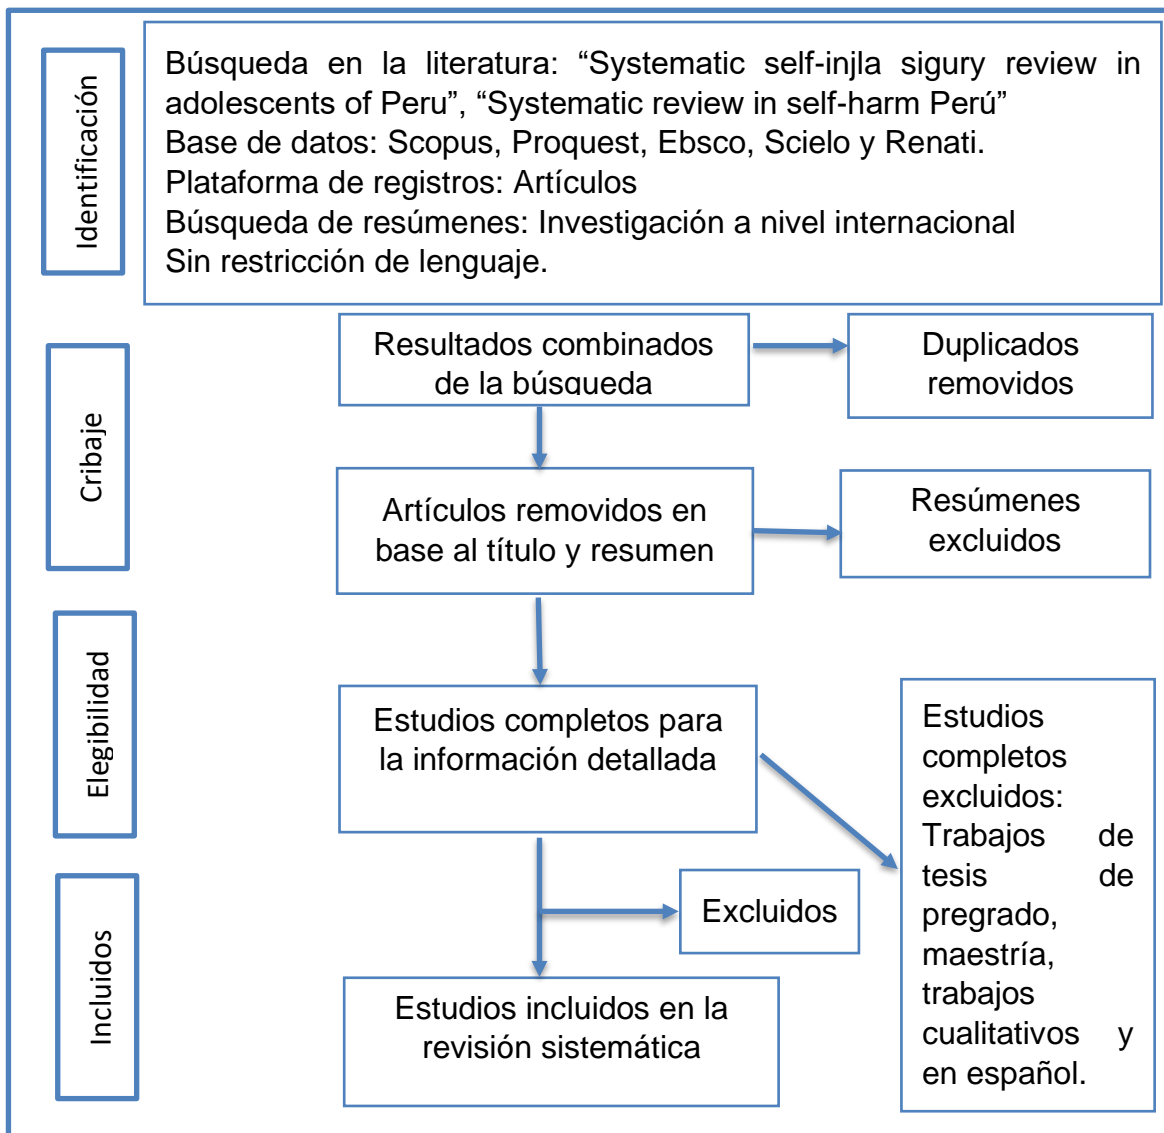 Identificación
Búsqueda en la literatura: “Systematic self-injla sigury review in
adolescents of Peru”, “Systematic review in self-harm Perú”
Base de datos: Scopus, Proquest, Ebsco, Scielo y Renati.
Plataforma de registros: Artículos
Búsqueda de resúmenes: Investigación a nivel internacional
Sin restricción de lenguaje.
Cribaje
Resultados combinados
de la búsqueda
Duplicados
removidos
Artículos removidos en
base al título y resumen
Resúmenes
excluidos
Elegibilidad
Estudios completos para
la información detallada
Estudios
completos
excluidos:
Trabajos de
tesis de
pregrado,
maestría,
trabajos
cualitativos y
en español.
Incluidos
Excluidos
Estudios incluidos en la
revisión sistemática